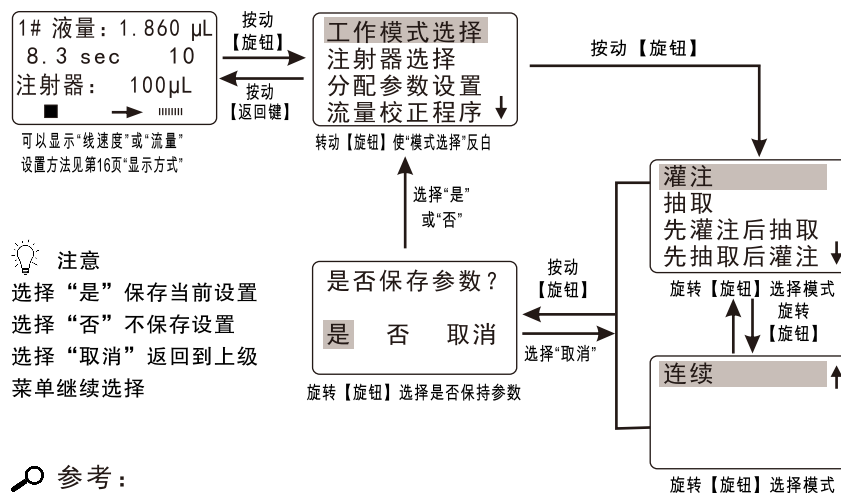 1# 液量：1.860 μL
8.3 sec 10
注射器： 100μL
可以显示“线速度”或“流量”
设置方法见第16页“显示方式”
按动
【旋钮】
按动
【返回键】
工作模式选择
注射器选择
分配参数设置
流量校正程序
转动【旋钮】使“模式选择”反白
按动【旋钮】
灌注
抽取
先灌注后抽取
先抽取后灌注
旋转【旋钮】选择模式
旋转
【旋钮】
连续
旋转【旋钮】选择模式
选择“是”
或“否”
是否保存参数？
是 否 取消
旋转【旋钮】选择是否保持参数
按动
【旋钮】
选择“取消”
注意
选择“是”保存当前设置
选择“否”不保存设置
选择“取消”返回到上级
菜单继续选择
参考：